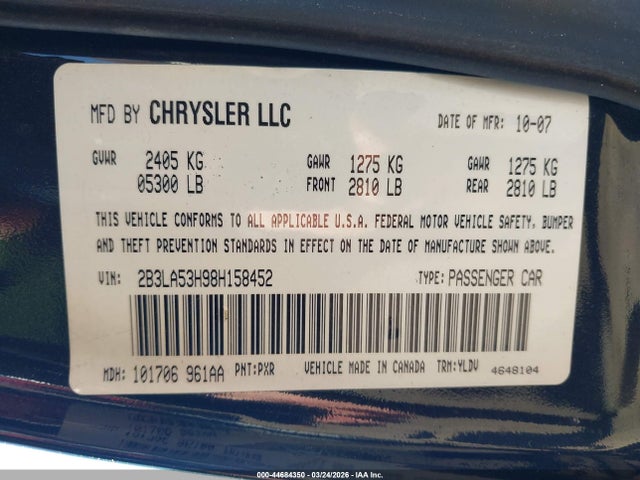 MFD BY CHRYSLER LLC DATE OF MFR: 10-07
GVWR 2405 KG GAWR 1275 KG GAWR 1275 KG
05300 LB FRONT 2810 LB REAR 2810 LB
THIS VEHICLE CONFORMS TO ALL APPLICABLE U.S.A. FEDERAL MOTOR VEHICLE SAFETY, BUMPER
AND THEFT PREVENTION STANDARDS IN EFFECT ON THE DATE OF MANUFACTURE SHOWN ABOVE.
VIN: 2B3LA53H98H158452 TYPE: PASSENGER CAR
MDH: 101706 961AA PNT:PXR VEHICLE MADE IN CANADA TRM:YLDV 4648104
000-44684350 | 03/24/2026 - IAA Inc.